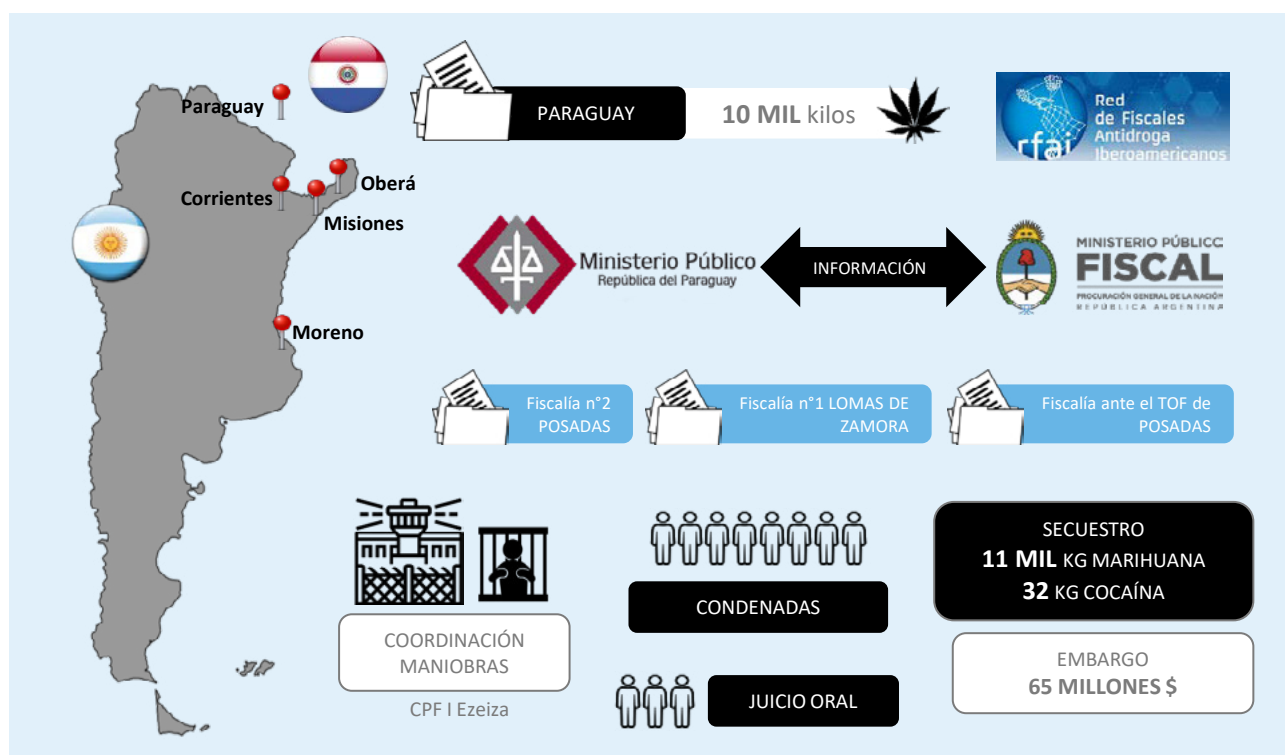 Paraguay
PARAGUAY
10 MIL kilos
Red
de Fiscales
Antidroga
Iberoamericanos
rfai
Corrientes
Oberá
Misiones
Ministerio Público
República del Paraguay
INFORMACIÓN
MINISTERIO PÚBLICO
FISCAL
PROCURACIÓN GENERAL DE LA NACIÓN
REPÚBLICA ARGENTINA
Moreno
Fiscalía n°2
POSADAS
Fiscalía n°1 LOMAS DE
ZAMORA
Fiscalía ante el TOF de
POSADAS
COORDINACIÓN
MANIOBRAS
CPF I Ezeiza
CONDENADAS
JUICIO ORAL
SECUESTRO
11 MIL KG MARIHUANA
32 KG COCAÍNA
EMBARGO
65 MILLONES $